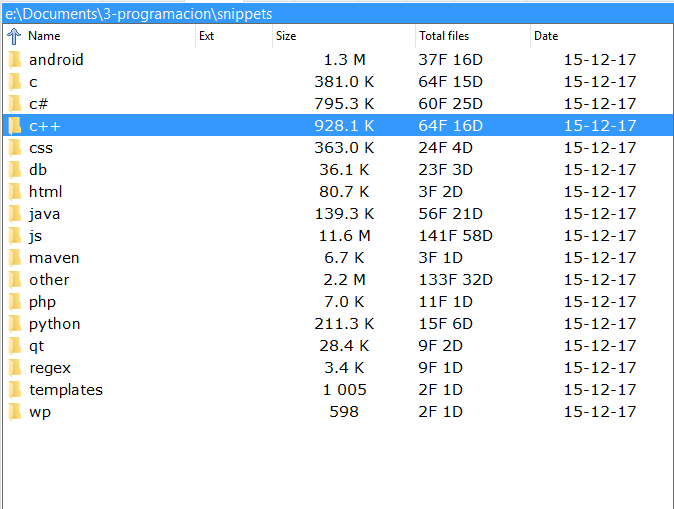 e:\Documents\3-programacion\snippets
Name Ext Size Total files Date
android 1.3 M 37F 16D 15-12-17
c 381.0 K 64F 15D 15-12-17
c# 795.3 K 60F 25D 15-12-17
c++ 928.1 K 64F 16D 15-12-17
css 363.0 K 24F 4D 15-12-17
db 36.1 K 23F 3D 15-12-17
html 80.7 K 3F 2D 15-12-17
java 139.3 K 56F 21D 15-12-17
js 11.6 M 141F 58D 15-12-17
maven 6.7 K 3F 1D 15-12-17
other 2.2 M 133F 32D 15-12-17
php 7.0 K 11F 1D 15-12-17
python 211.3 K 15F 6D 15-12-17
qt 28.4 K 9F 2D 15-12-17
regex 3.4 K 9F 1D 15-12-17
templates 1 005 2F 1D 15-12-17
wp 598 2F 1D 15-12-17